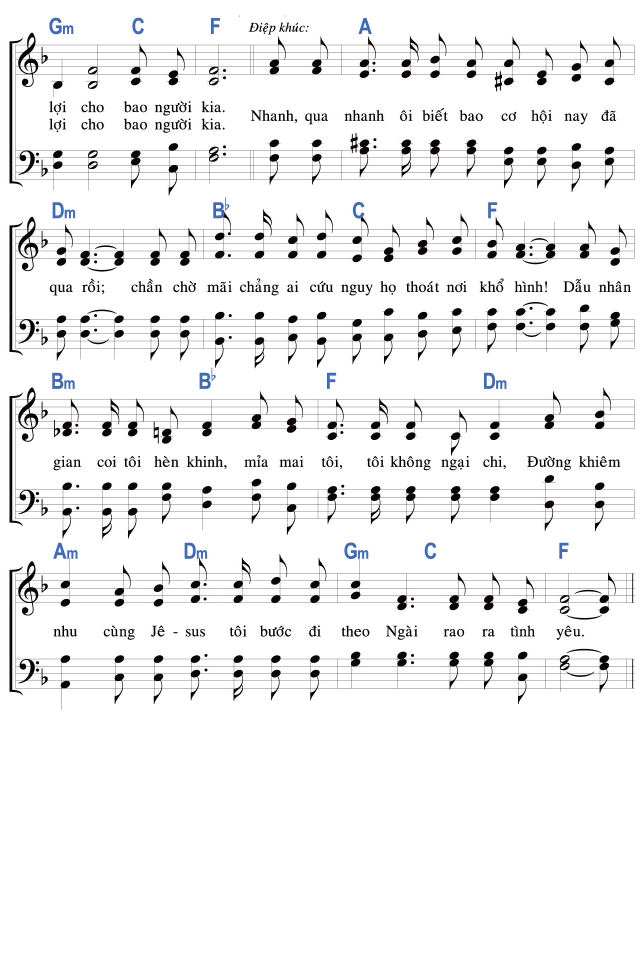 Gm C F Điệp khúc: A
lợi cho bao người kia. Nhanh, qua nhanh ôi biết bao cơ hội nay đã
lợi cho bao người kia.
Dm B♭ C F
qua rồi; chần chờ mãi chẳng ai cứu nguy họ thoát nơi khổ hình! Dẫu nhân
Bm B♭ F Dm
gian coi tôi hèn khinh, mỉa mai tôi, tôi không ngại chi, Đường khiêm
Am Dm Gm C F
nhu cùng Jê - sus tôi bước đi theo Ngài rao ra tình yêu.